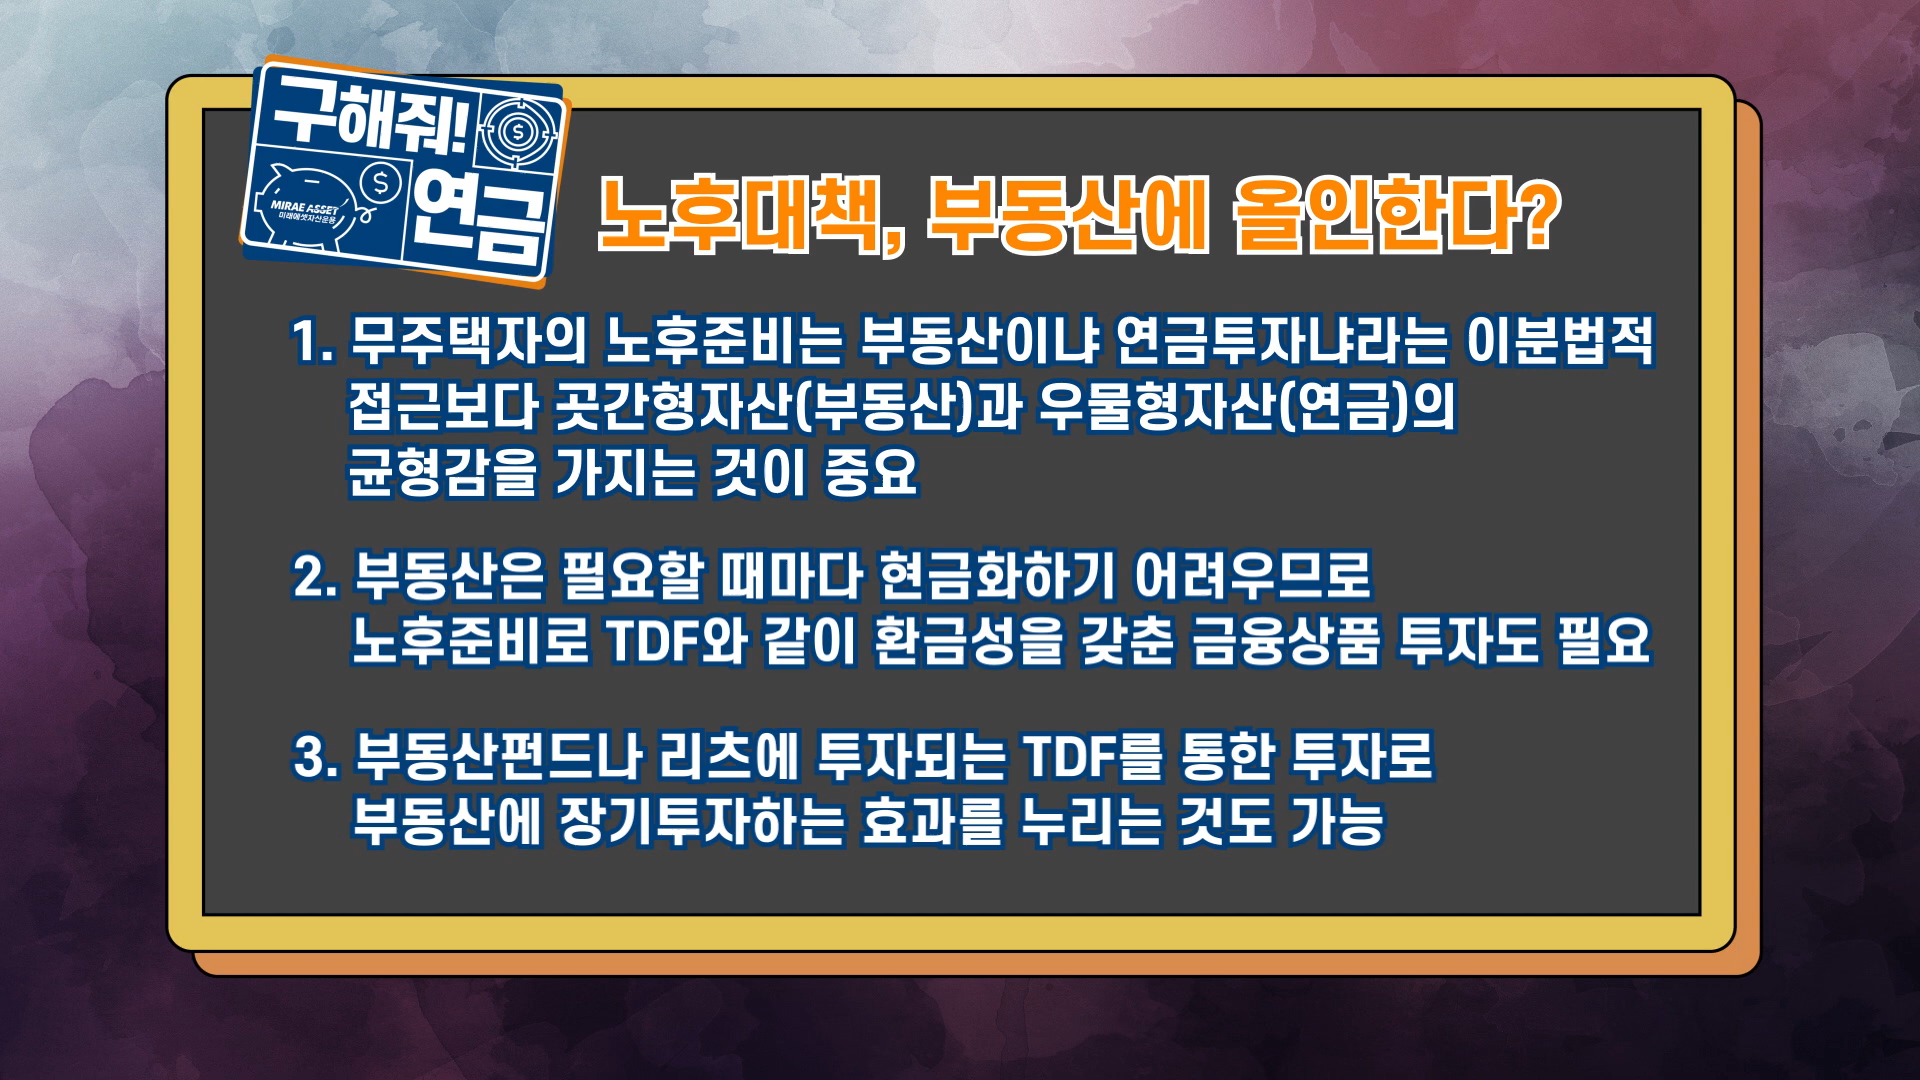 구해줘!
연금
MIRAE ASSET
미래에셋자산운용
노후대책, 부동산에 올인한다?
1. 무주택자의 노후준비는 부동산이냐 연금투자냐라는 이분법적
접근보다 곳간형자산(부동산)과 우물형자산(연금)의
균형감을 가지는 것이 중요
2. 부동산은 필요할 때마다 현금화하기 어려우므로
노후준비로 TDF와 같이 환금성을 갖춘 금융상품 투자도 필요
3. 부동산펀드나 리츠에 투자되는 TDF를 통한 투자로
부동산에 장기투자하는 효과를 누리는 것도 가능